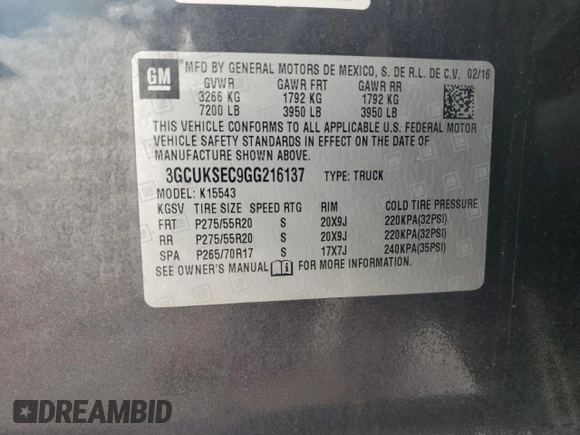 GM
MFD BY GENERAL MOTORS DE MEXICO, S. DE R.L. DE C.V. 02/16
GVWR GAWR FRT GAWR RR
3266 KG 1792 KG 1792 KG
7200 LB 3950 LB 3950 LB
THIS VEHICLE CONFORMS TO ALL APPLICABLE U.S. FEDERAL MOTOR
VEHICLE SAFETY STANDARDS IN EFFECT ON THE DATE OF
MANUFACTURE SHOWN ABOVE.
3GCUKSEC9GG216137 TYPE: TRUCK
MODEL: K15543
KGSV TIRE SIZE SPEED RTG RIM COLD TIRE PRESSURE
FRT P275/55R20 S 20X9J 220KPA(32PSI)
RR P275/55R20 S 20X9J 220KPA(32PSI)
SPA P265/70R17 S 17X7J 240KPA(35PSI)
SEE OWNER'S MANUAL FOR MORE INFORMATION.
DREAMBID